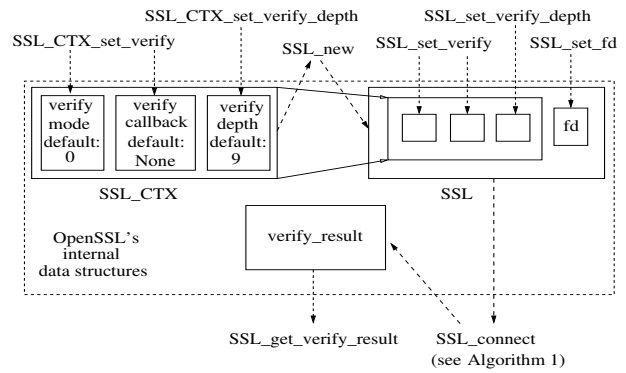 SSL_CTX_set_verify_depth
SSL_set_verify_depth
SSL_CTX_set_verify
SSL_new
SSL_set_verify
SSL_set_fd
verify
mode
default:
0
verify
callback
default:
None
verify
depth
default:
9
fd
SSL_CTX
SSL
OpenSSL's
internal
data structures
verify_result
SSL_get_verify_result
SSL_connect
(see Algorithm 1)